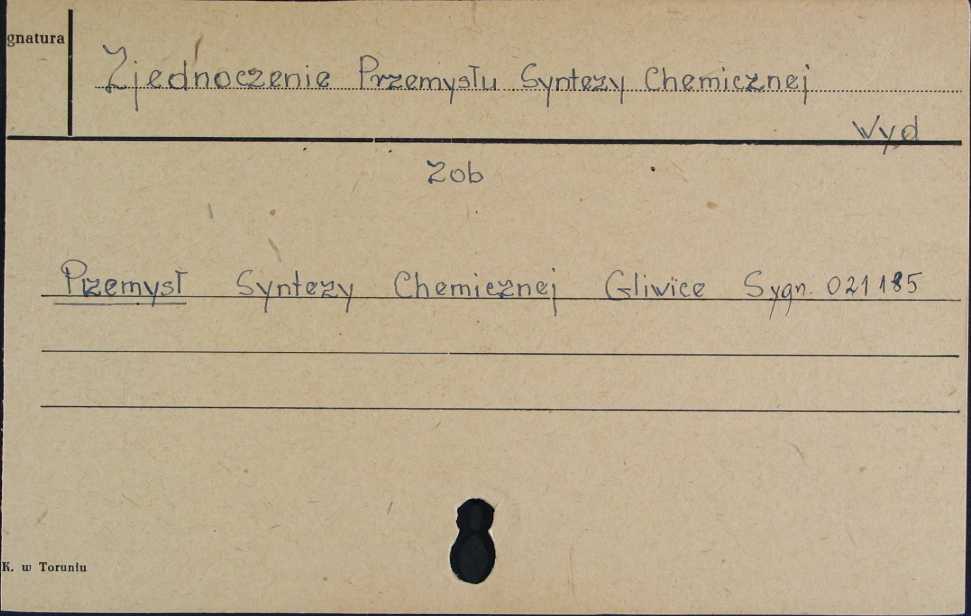 gnatura
Zjednoczenie Przemysłu Syntezy Chemicznej
Wyd
Zob
Przemysł Syntezy Chemicznej Gliwice Sygn. 021185
K. w Toruniu